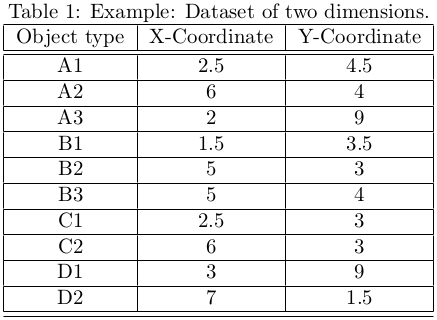 Table 1: Example: Dataset of two dimensions.
Object type X-Coordinate Y-Coordinate
A1 2.5 4.5
A2 6 4
A3 2 9
B1 1.5 3.5
B2 5 3
B3 5 4
C1 2.5 3
C2 6 3
D1 3 9
D2 7 1.5